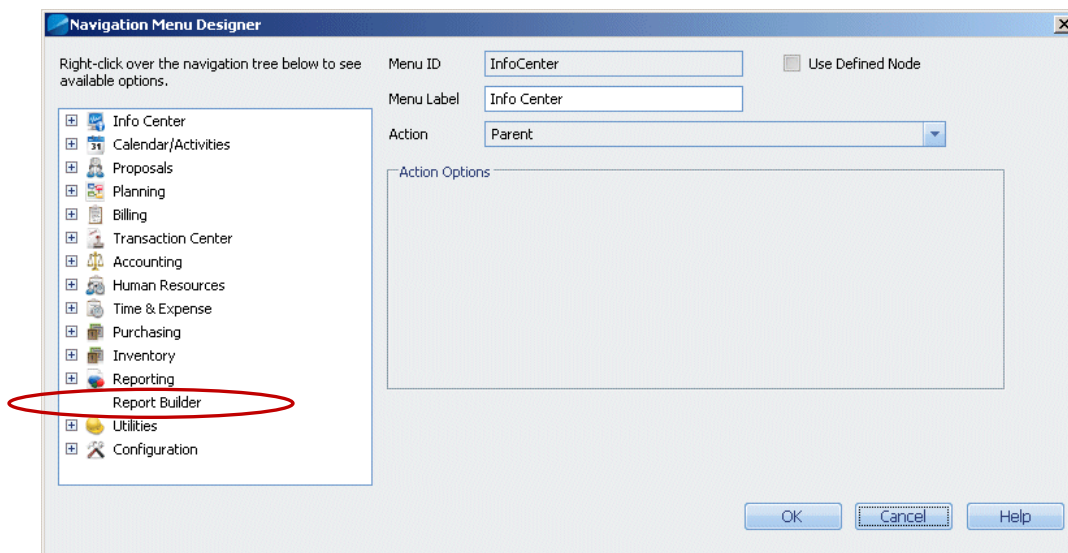 Navigation Menu Designer
Right-click over the navigation tree below to see
available options.
Info Center
31 Calendar/Activities
Proposals
Planning
Billing
Transaction Center
Accounting
Human Resources
Time & Expense
Purchasing
Inventory
Reporting
Report Builder
Utilities
Configuration
Menu ID InfoCenter Use Defined Node
Menu Label Info Center
Action Parent
Action Options
OK Cancel Help